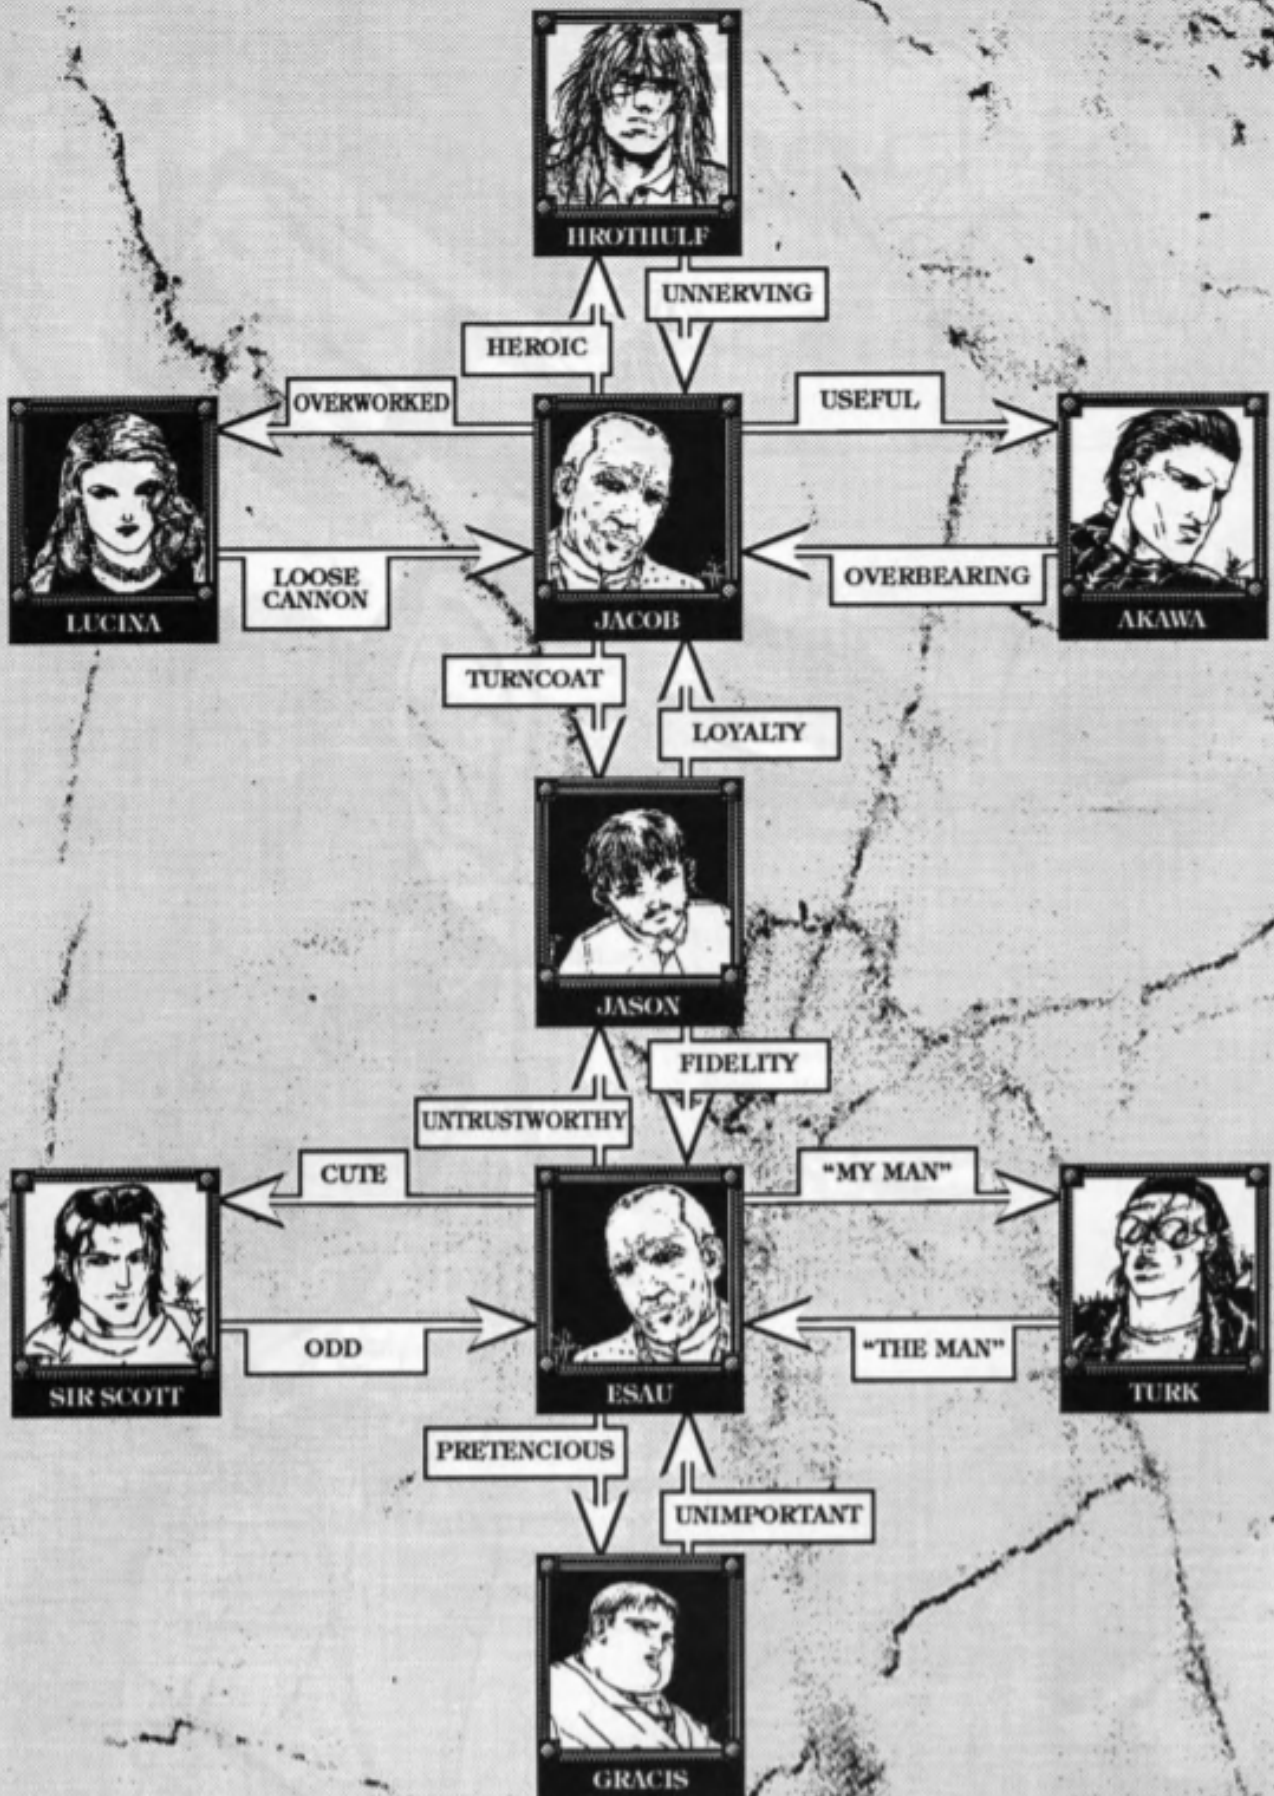 HROTHULF
UNNERVING
HEROIC
OVERWORKED
USEFUL
LUCINA
LOOSE
CANNON
JACOB
OVERBEARING
AKAWA
TURNCOAT
LOYALTY
JASON
FIDELITY
UNTRUSTWORTHY
CUTE
"MY MAN"
SIR SCOTT
ODD
ESAU
"THE MAN"
TURK
PRETENCIOUS
UNIMPORTANT
GRACIS